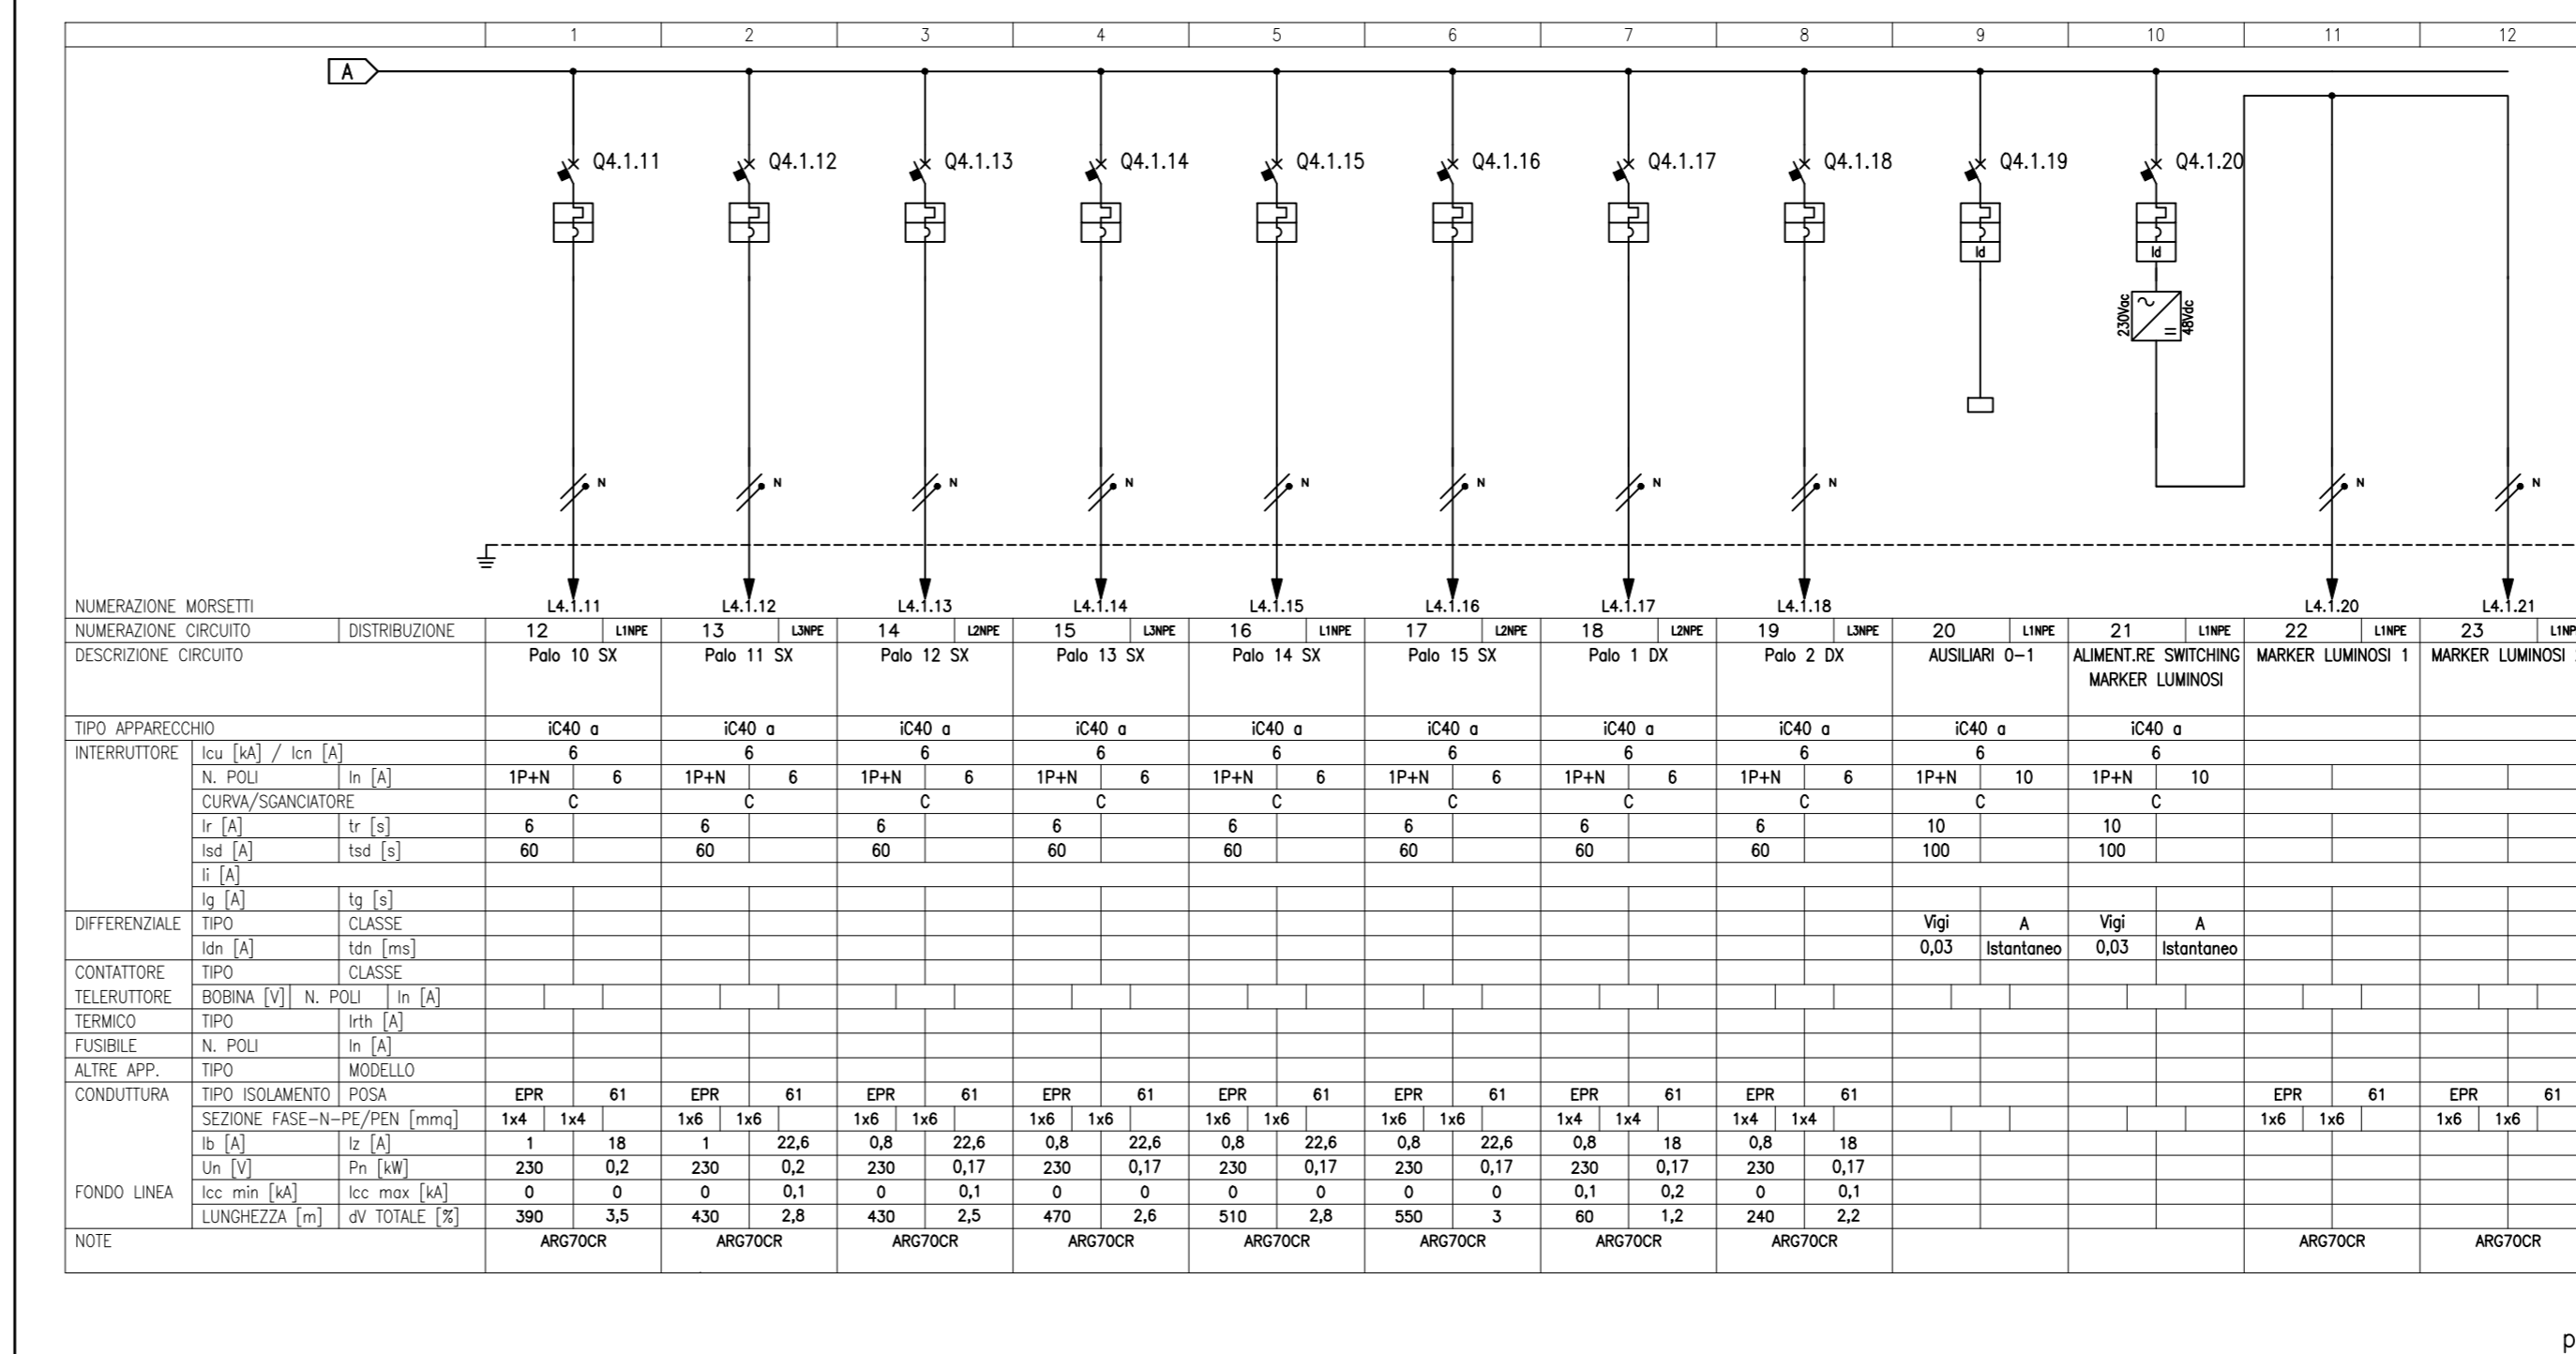 1 2 3 4 5 6 7 8 9 10 11 12
A
Q4.1.11 Q4.1.12 Q4.1.13 Q4.1.14 Q4.1.15 Q4.1.16 Q4.1.17 Q4.1.18 Q4.1.19 Q4.1.20
Id Id
230Vac 48Vdc
N N N N N N N N N N
NUMERAZIONE MORSETTI L4.1.11 L4.1.12 L4.1.13 L4.1.14 L4.1.15 L4.1.16 L4.1.17 L4.1.18 L4.1.20 L4.1.21
NUMERAZIONE CIRCUITO DISTRIBUZIONE 12 L1NPE 13 L3NPE 14 L2NPE 15 L3NPE 16 L1NPE 17 L2NPE 18 L2NPE 19 L3NPE 20 L1NPE 21 L1NPE 22 L1NPE 23 L1NP
DESCRIZIONE CIRCUITO Palo 10 SX Palo 11 SX Palo 12 SX Palo 13 SX Palo 14 SX Palo 15 SX Palo 1 DX Palo 2 DX AUSILIARI 0-1 ALIMENT.RE SWITCHING MARKER LUMINOSI 1 MARKER LUMINOSI
MARKER LUMINOSI
TIPO APPARECCHIO iC40 a iC40 a iC40 a iC40 a iC40 a iC40 a iC40 a iC40 a iC40 a iC40 a
INTERRUTTORE Icu [kA] / Icn [A] 6 6 6 6 6 6 6 6 6 6
N. POLI In [A] 1P+N 6 1P+N 6 1P+N 6 1P+N 6 1P+N 6 1P+N 6 1P+N 6 1P+N 6 1P+N 10 1P+N 10
CURVA/SGANCIATORE C C C C C C C C C C
Ir [A] tr [s] 6 6 6 6 6 6 6 6 10 10
Isd [A] tsd [s] 60 60 60 60 60 60 60 60 100 100
Ii [A]
Ig [A] tg [s]
DIFFERENZIALE TIPO CLASSE Vigi A Vigi A
Idn [A] tdn [ms] 0,03 Istantaneo 0,03 Istantaneo
CONTATTORE TIPO CLASSE
TELERUTTORE BOBINA [V] N. POLI In [A]
TERMICO TIPO Irth [A]
FUSIBILE N. POLI In [A]
ALTRE APP. TIPO MODELLO
CONDUTTURA TIPO ISOLAMENTO POSA EPR 61 EPR 61 EPR 61 EPR 61 EPR 61 EPR 61 EPR 61 EPR 61 EPR 61 EPR 61
SEZIONE FASE-N-PE/PEN [mmq] 1x4 1x4 1x6 1x6 1x6 1x6 1x6 1x6 1x6 1x6 1x6 1x6 1x4 1x4 1x4 1x4 1x6 1x6 1x6 1x6
Ib [A] Iz [A] 1 18 1 22,6 0,8 22,6 0,8 22,6 0,8 22,6 0,8 22,6 0,8 18 0,8 18
Un [V] Pn [kW] 230 0,2 230 0,2 230 0,17 230 0,17 230 0,17 230 0,17 230 0,17 230 0,17
FONDO LINEA Icc min [kA] Icc max [kA] 0 0 0 0,1 0 0,1 0 0 0 0 0 0 0,1 0,2 0 0,1
LUNGHEZZA [m] dV TOTALE [%] 390 3,5 430 2,8 430 2,5 470 2,6 510 2,8 550 3 60 1,2 240 2,2
NOTE ARG7OCR ARG7OCR ARG7OCR ARG7OCR ARG7OCR ARG7OCR ARG7OCR ARG7OCR ARG7OCR ARG7OCR